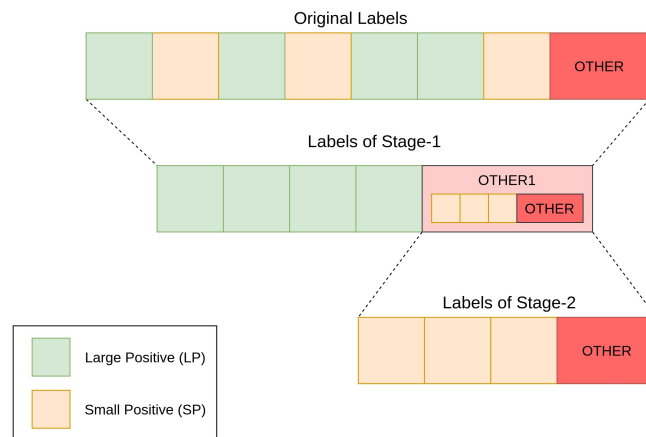 Original Labels
OTHER
Labels of Stage-1
OTHER1
OTHER
Labels of Stage-2
OTHER
Large Positive (LP)
Small Positive (SP)